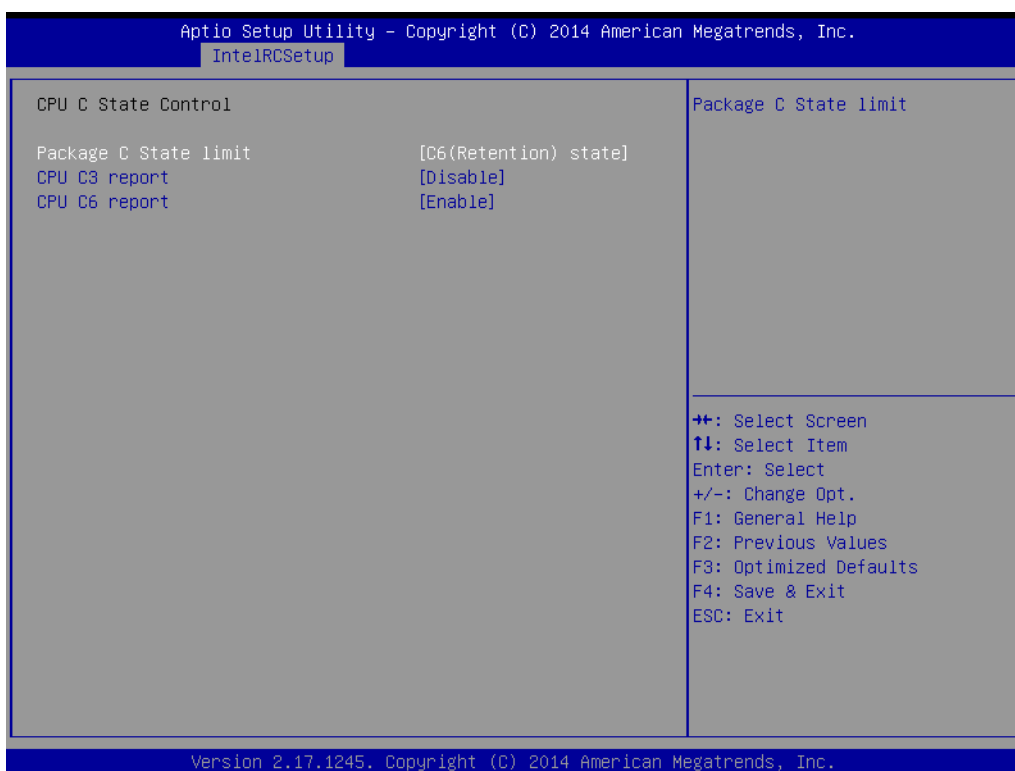 Aptio Setup Utility – Copyright (C) 2014 American Megatrends, Inc.
IntelRCSetup
CPU C State Control
Package C State limit [C6(Retention) state]
CPU C3 report [Disable]
CPU C6 report [Enable]
Package C State limit
→←: Select Screen
↑↓: Select Item
Enter: Select
+/-: Change Opt.
F1: General Help
F2: Previous Values
F3: Optimized Defaults
F4: Save & Exit
ESC: Exit
Version 2.17.1245. Copyright (C) 2014 American Megatrends, Inc.